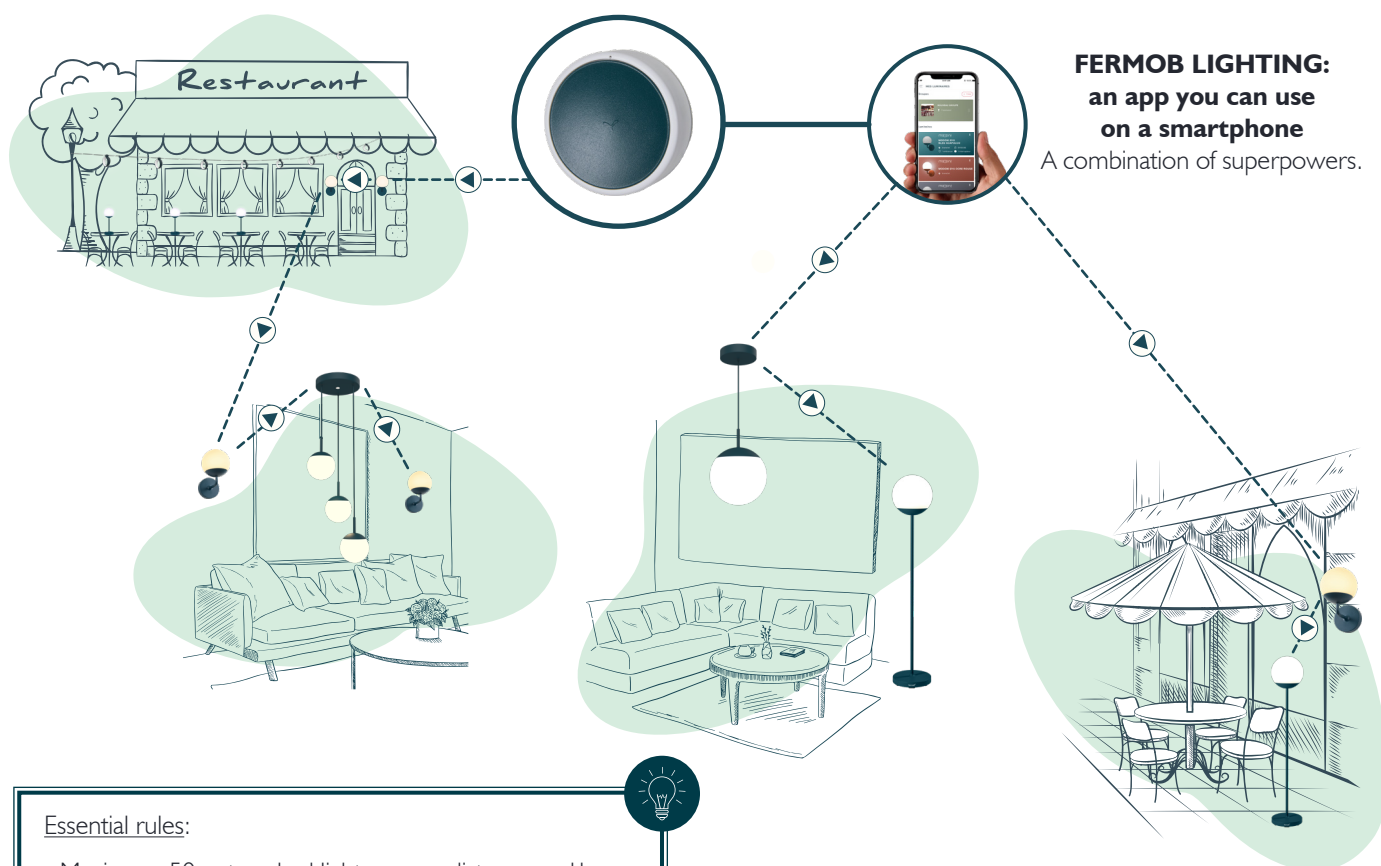 Restaurant
FERMOB LIGHTING:
an app you can use
on a smartphone
A combination of superpowers.
Essential rules: